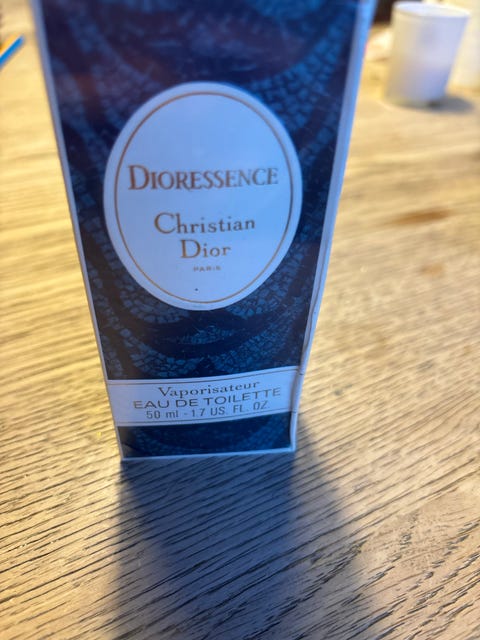 DIORESSENCE
Christian
Dior
PARIS
Vaporisateur
EAU DE TOILETTE
50 ml - 1.7 US. FL. OZ.